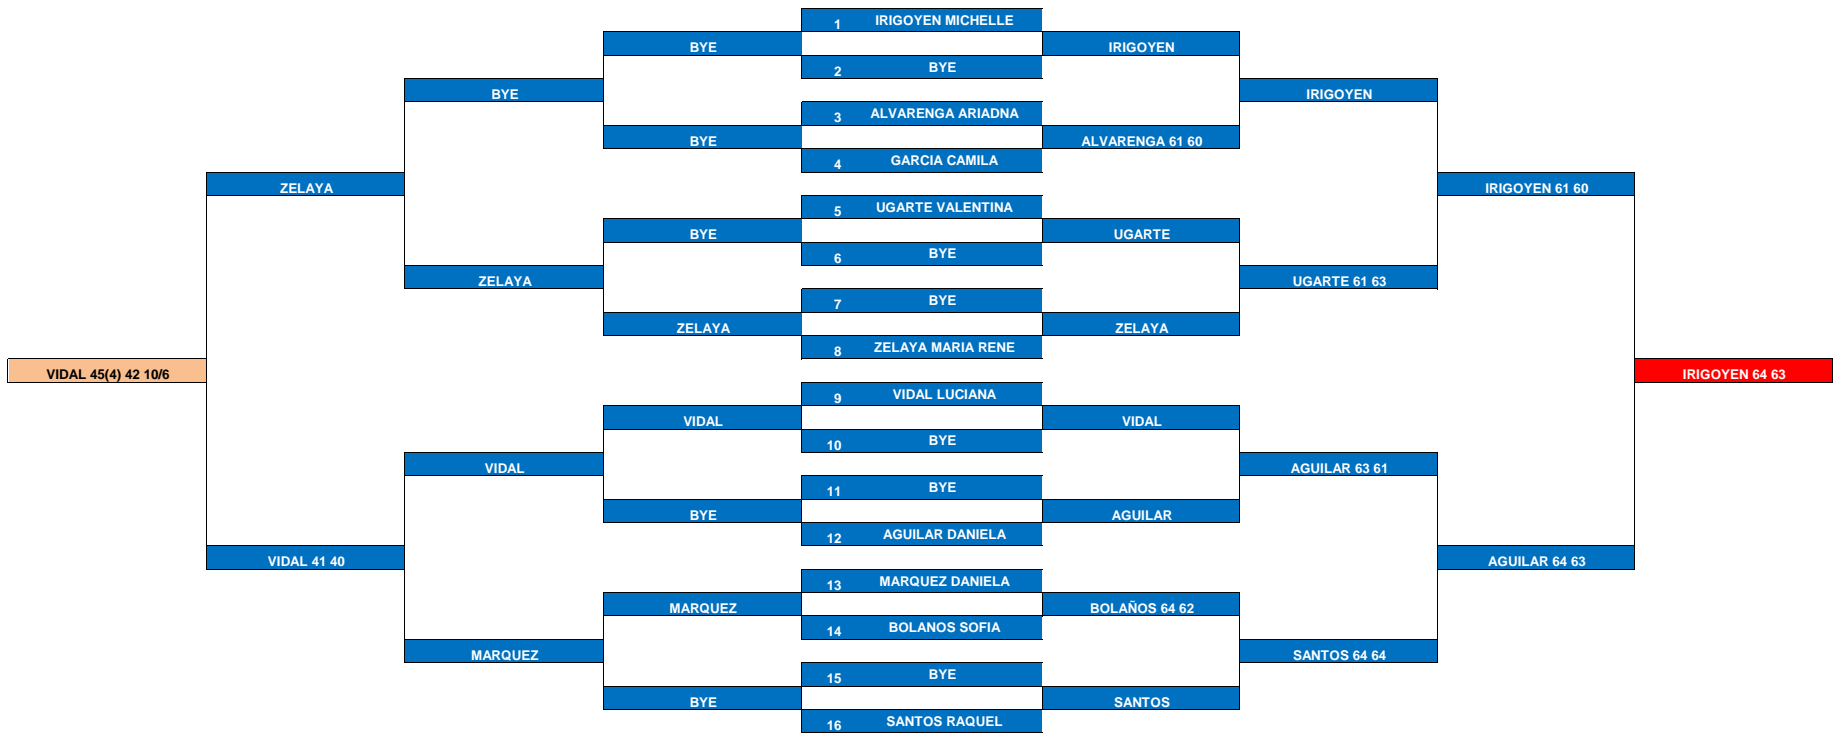 1 IRIGOYEN MICHELLE
BYE IRIGOYEN
2 BYE
BYE IRIGOYEN
3 ALVARENGA ARIADNA
BYE ALVARENGA 61 60
4 GARCIA CAMILA
ZELAYA IRIGOYEN 61 60
5 UGARTE VALENTINA
BYE UGARTE
6 BYE
ZELAYA UGARTE 61 63
7 BYE
ZELAYA ZELAYA
8 ZELAYA MARIA RENE
VIDAL 45(4) 42 10/6 IRIGOYEN 64 63
9 VIDAL LUCIANA
VIDAL VIDAL
10 BYE
VIDAL AGUILAR 63 61
11 BYE
BYE AGUILAR
12 AGUILAR DANIELA
VIDAL 41 40 AGUILAR 64 63
13 MARQUEZ DANIELA
MARQUEZ BOLAÑOS 64 62
14 BOLANOS SOFIA
MARQUEZ SANTOS 64 64
15 BYE
BYE SANTOS
16 SANTOS RAQUEL